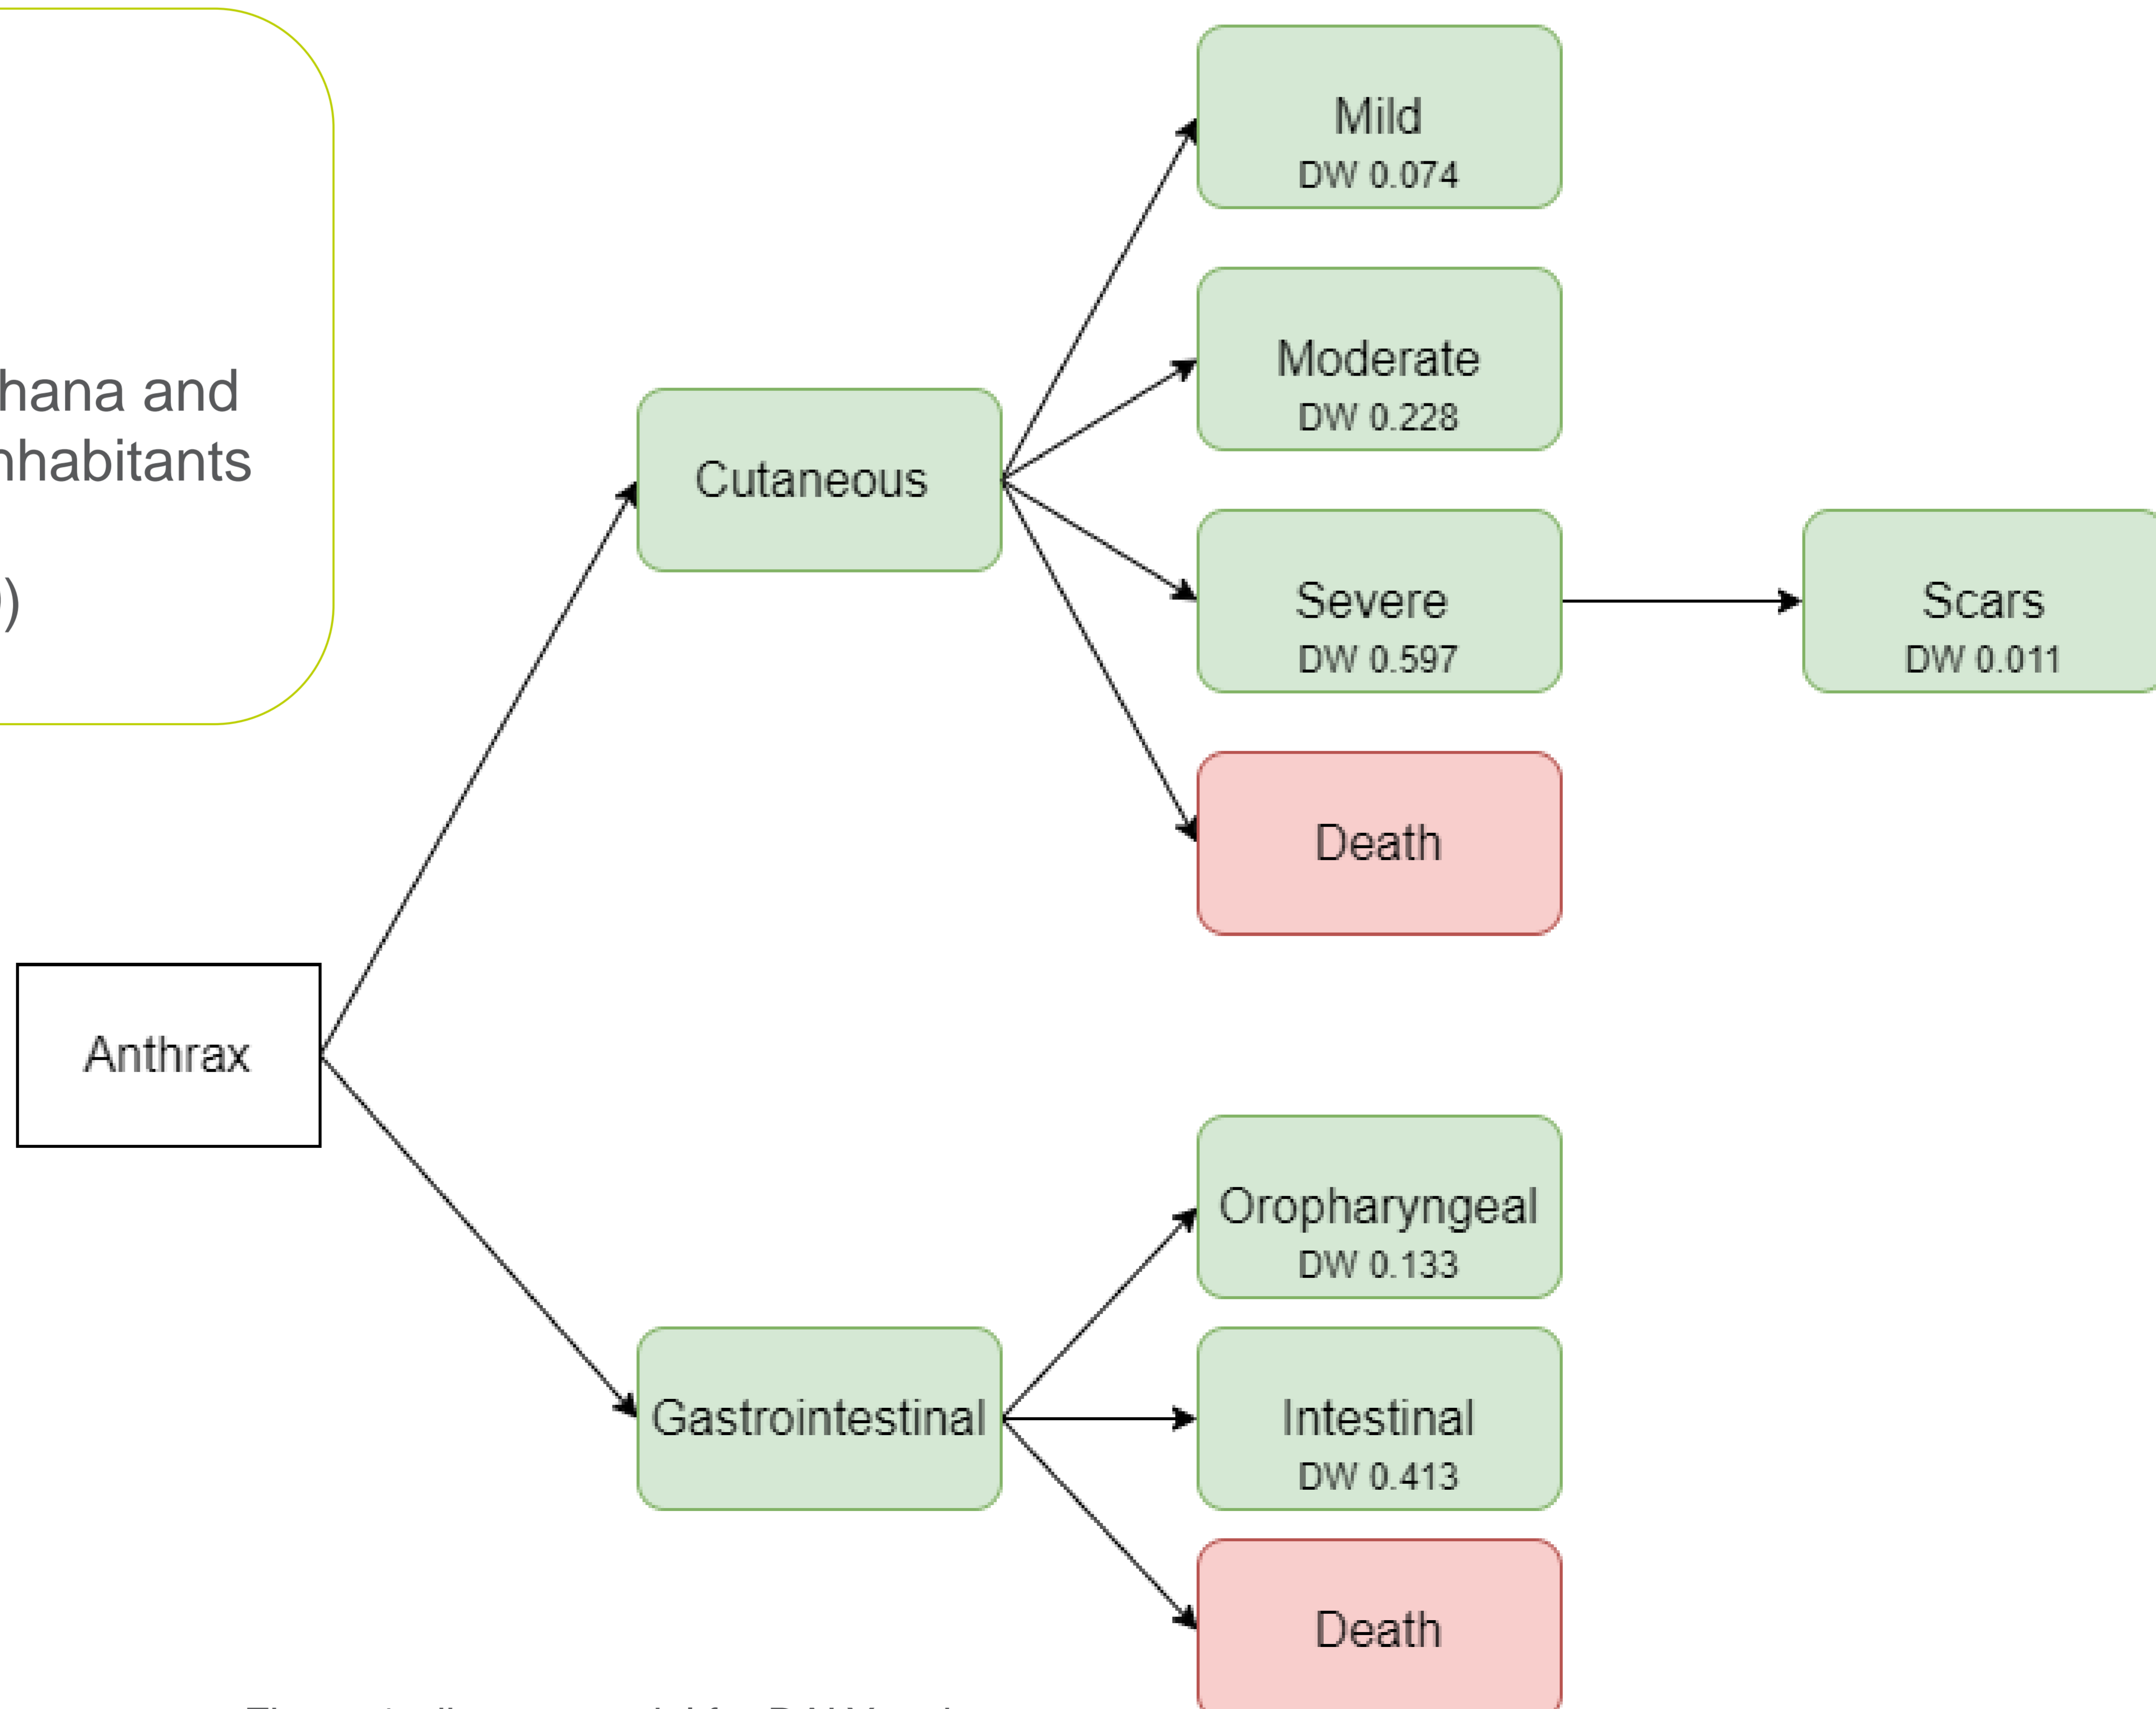 hana and
nhabitants
)
Mild
DW 0.074
Moderate
DW 0.228
Cutaneous
Severe
DW 0.597
Scars
DW 0.011
Death
Anthrax
Oropharyngeal
DW 0.133
Gastrointestinal
Intestinal
DW 0.413
Death